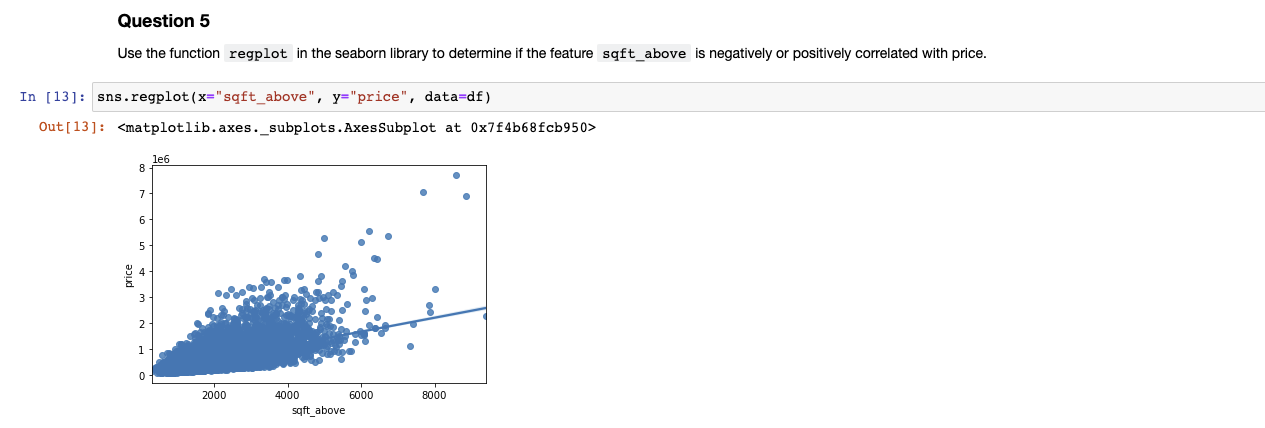 Question 5
Use the function regplot in the seaborn library to determine if the feature sqft_above is negatively or positively correlated with price.
In [13]: sns.regplot(x="sqft_above", y="price", data=df)
Out[13]: <matplotlib.axes._subplots.AxesSubplot at 0x7f4b68fcb950>
1e6
8
7
6
5
4
3
2
1
0
price
2000 4000 6000 8000
sqft_above